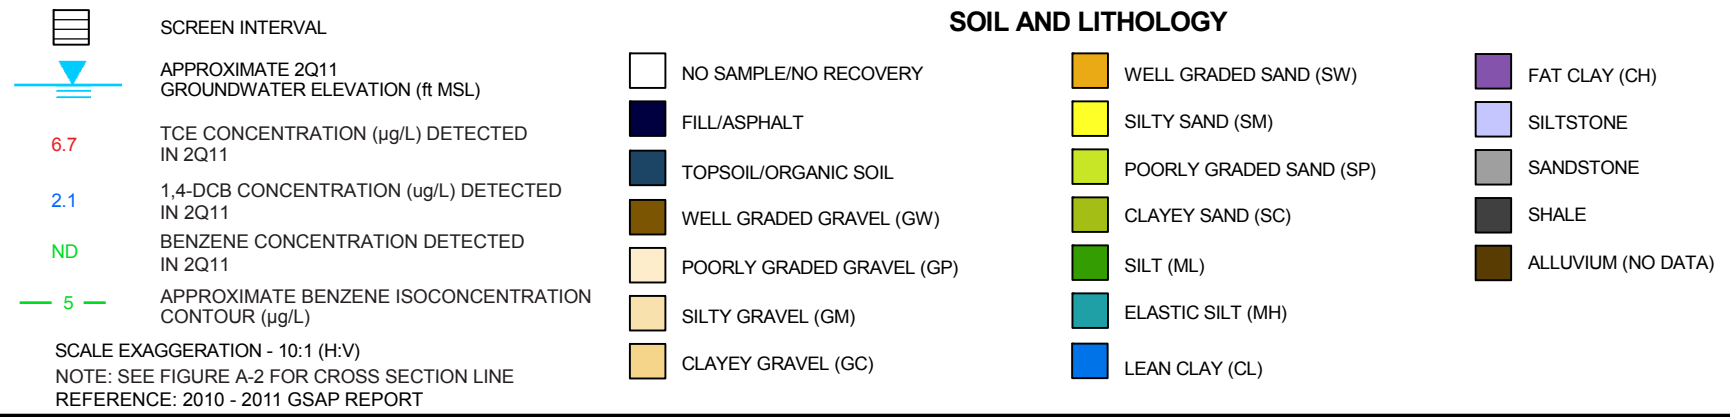 SCREEN INTERVAL
APPROXIMATE 2Q11
GROUNDWATER ELEVATION (ft MSL)
6.7
TCE CONCENTRATION (µg/L) DETECTED
IN 2Q11
2.1
1,4-DCB CONCENTRATION (ug/L) DETECTED
IN 2Q11
ND
BENZENE CONCENTRATION DETECTED
IN 2Q11
5
APPROXIMATE BENZENE ISOCONCENTRATION
CONTOUR (µg/L)
SCALE EXAGGERATION - 10:1 (H:V)
NOTE: SEE FIGURE A-2 FOR CROSS SECTION LINE
REFERENCE: 2010 - 2011 GSAP REPORT
SOIL AND LITHOLOGY
NO SAMPLE/NO RECOVERY
FILL/ASPHALT
TOPSOIL/ORGANIC SOIL
WELL GRADED GRAVEL (GW)
POORLY GRADED GRAVEL (GP)
SILTY GRAVEL (GM)
CLAYEY GRAVEL (GC)
WELL GRADED SAND (SW)
SILTY SAND (SM)
POORLY GRADED SAND (SP)
CLAYEY SAND (SC)
SILT (ML)
ELASTIC SILT (MH)
LEAN CLAY (CL)
FAT CLAY (CH)
SILTSTONE
SANDSTONE
SHALE
ALLUVIUM (NO DATA)